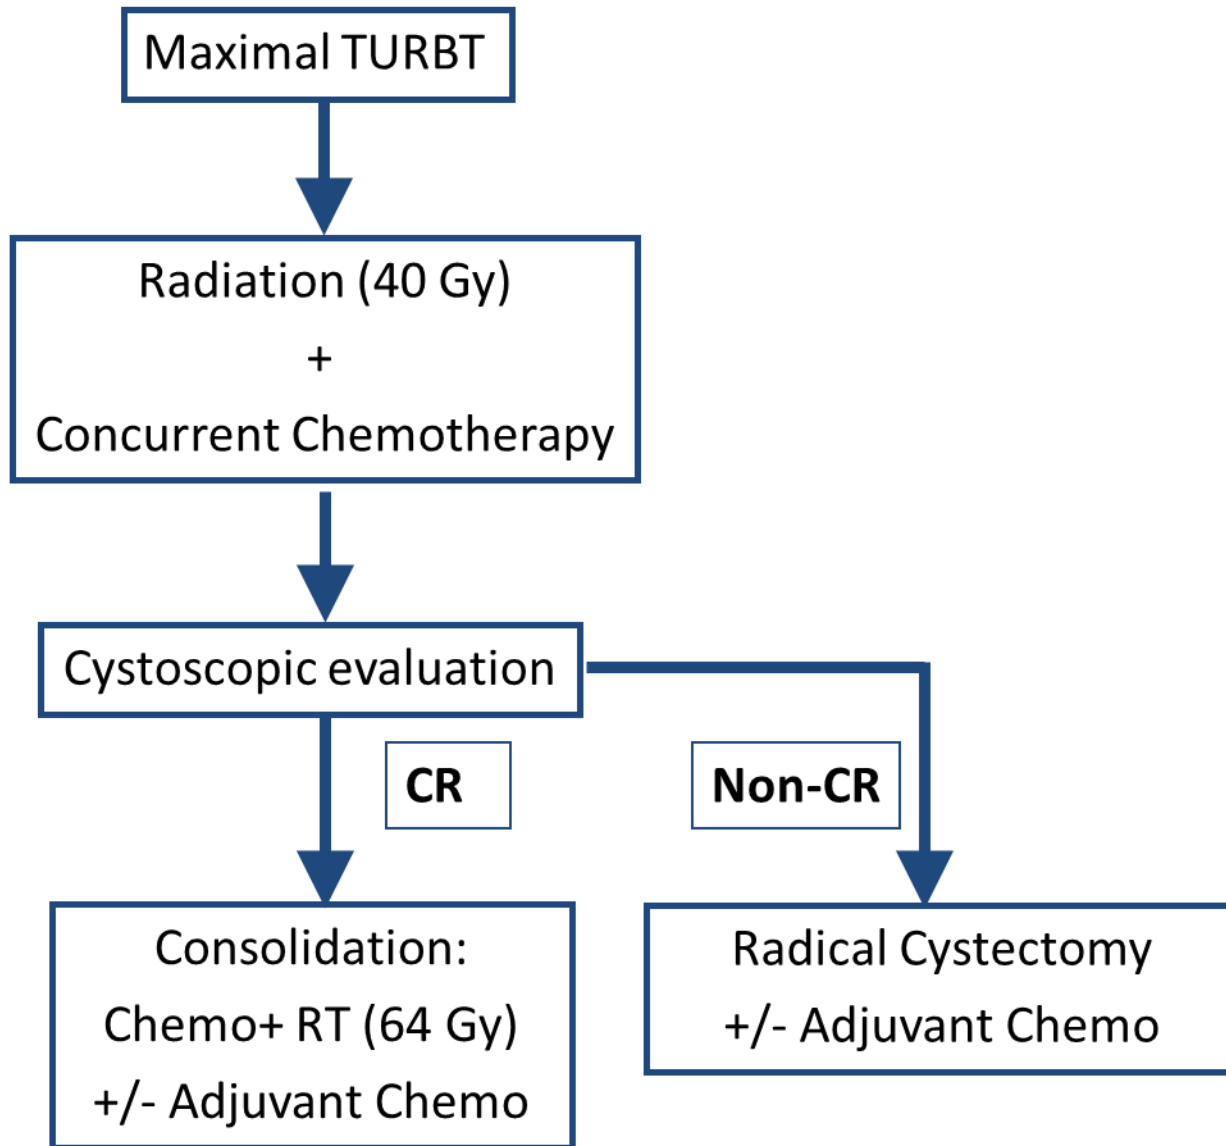 Maximal TURBT
Radiation (40 Gy)
+
Concurrent Chemotherapy
Cystoscopic evaluation
CR
Non-CR
Consolidation:
Chemo+ RT (64 Gy)
+/- Adjuvant Chemo
Radical Cystectomy
+/- Adjuvant Chemo